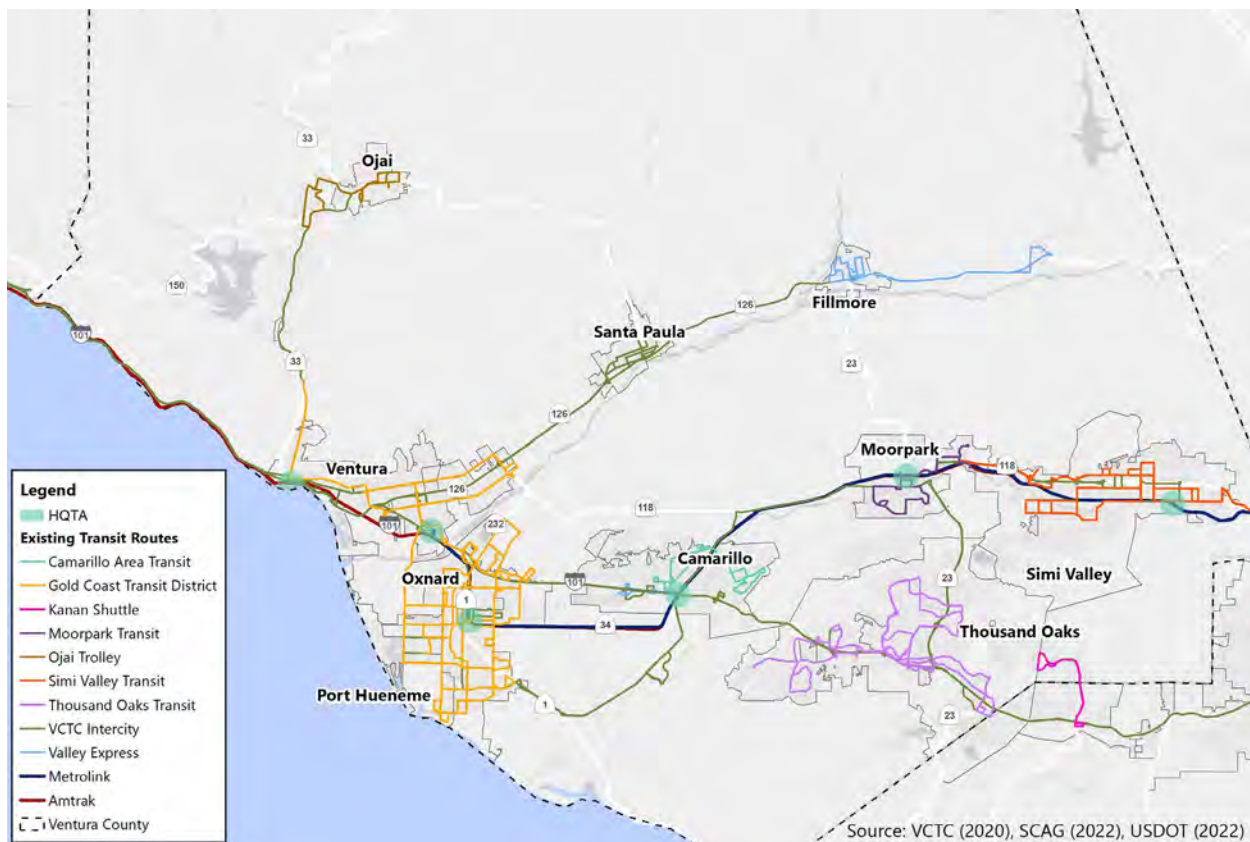 33
Ojai
150
Fillmore
126
Santa Paula
101
23
33
126
Moorpark
Ventura
118
126
118
232
101
Camarillo
Oxnard
101
Simi Valley
23
1
34
Thousand Oaks
Port Hueneme
1
23
Legend
HQTA
Existing Transit Routes
Camarillo Area Transit
Gold Coast Transit District
Kanan Shuttle
Moorpark Transit
Ojai Trolley
Simi Valley Transit
Thousand Oaks Transit
VCTC Intercity
Valley Express
Metrolink
Amtrak
Ventura County
Source: VCTC (2020), SCAG (2022), USDOT (2022)